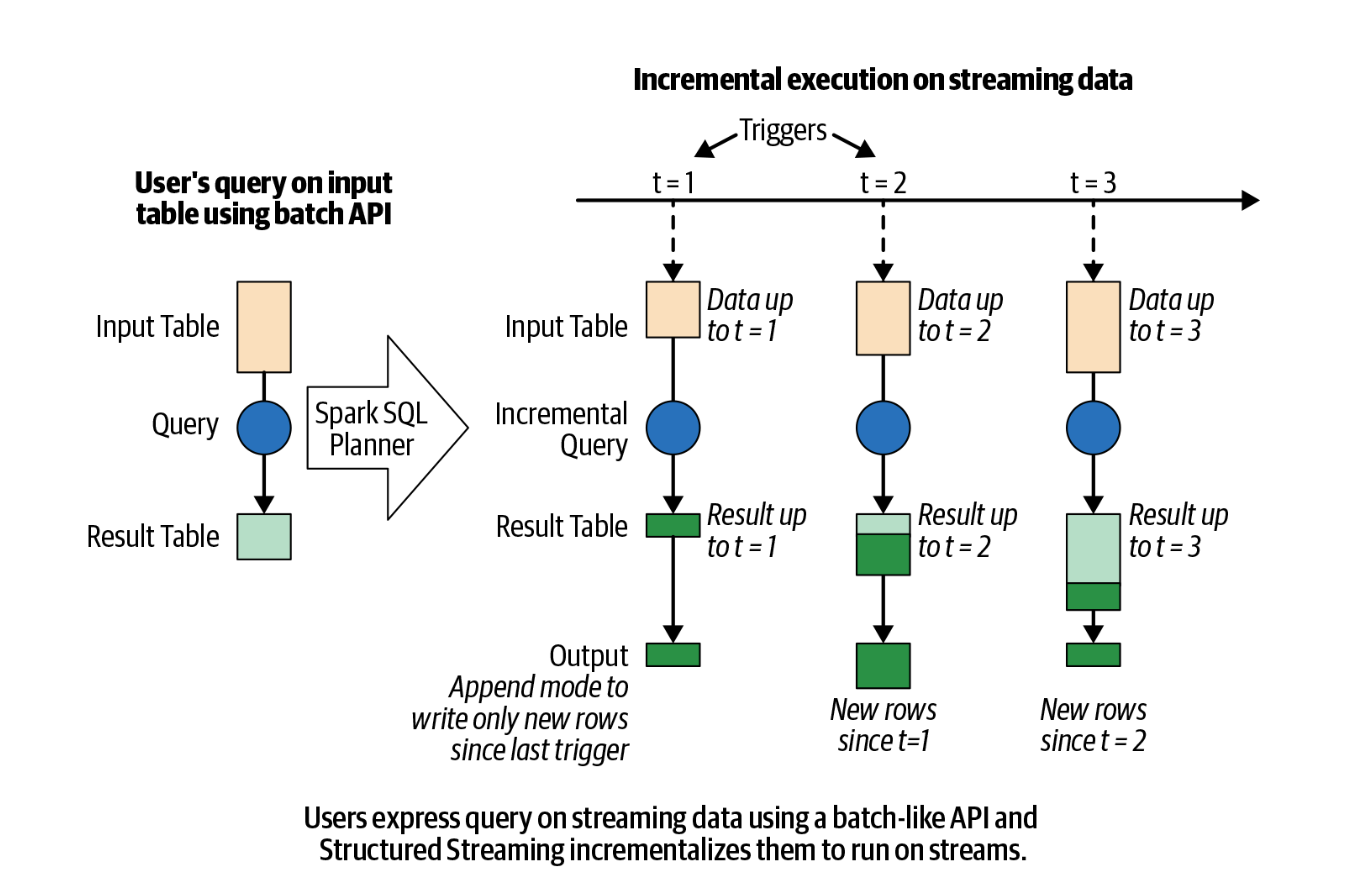 Incremental execution on streaming data
Triggers
User's query on input
table using batch API
t = 1
t = 2
t = 3
Input Table
Query
Result Table
Spark SQL
Planner
Input Table
Data up
to t = 1
Data up
to t = 2
Data up
to t = 3
Incremental
Query
Result Table
Result up
to t = 1
Result up
to t = 2
Result up
to t = 3
Output
Append mode to
write only new rows
since last trigger
New rows
since t=1
New rows
since t = 2
Users express query on streaming data using a batch-like API and
Structured Streaming incrementalizes them to run on streams.